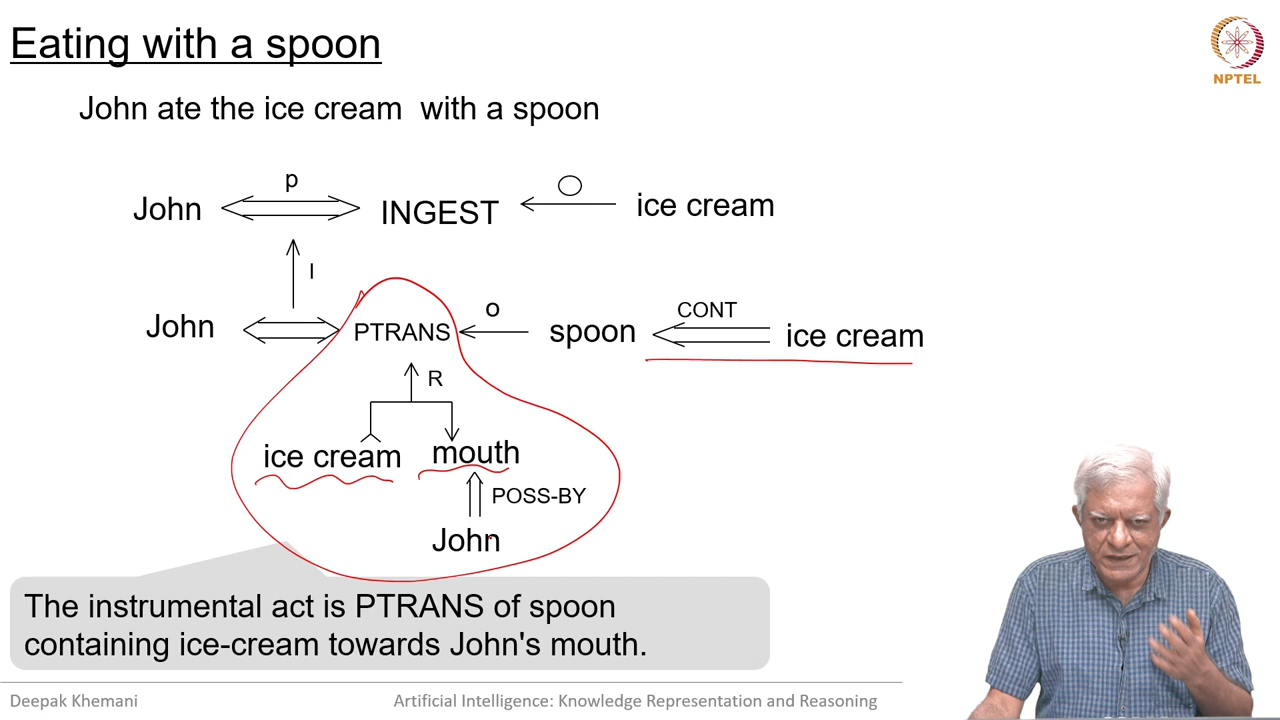 Eating with a spoon
NPTEL
John ate the ice cream with a spoon
p
John INGEST ice cream
I
CONT
o
John PTRANS spoon ice cream
R
ice cream mouth
POSS-BY
John
The instrumental act is PTRANS of spoon
containing ice-cream towards John's mouth.
Deepak Khemani Artificial Intelligence: Knowledge Representation and Reasoning